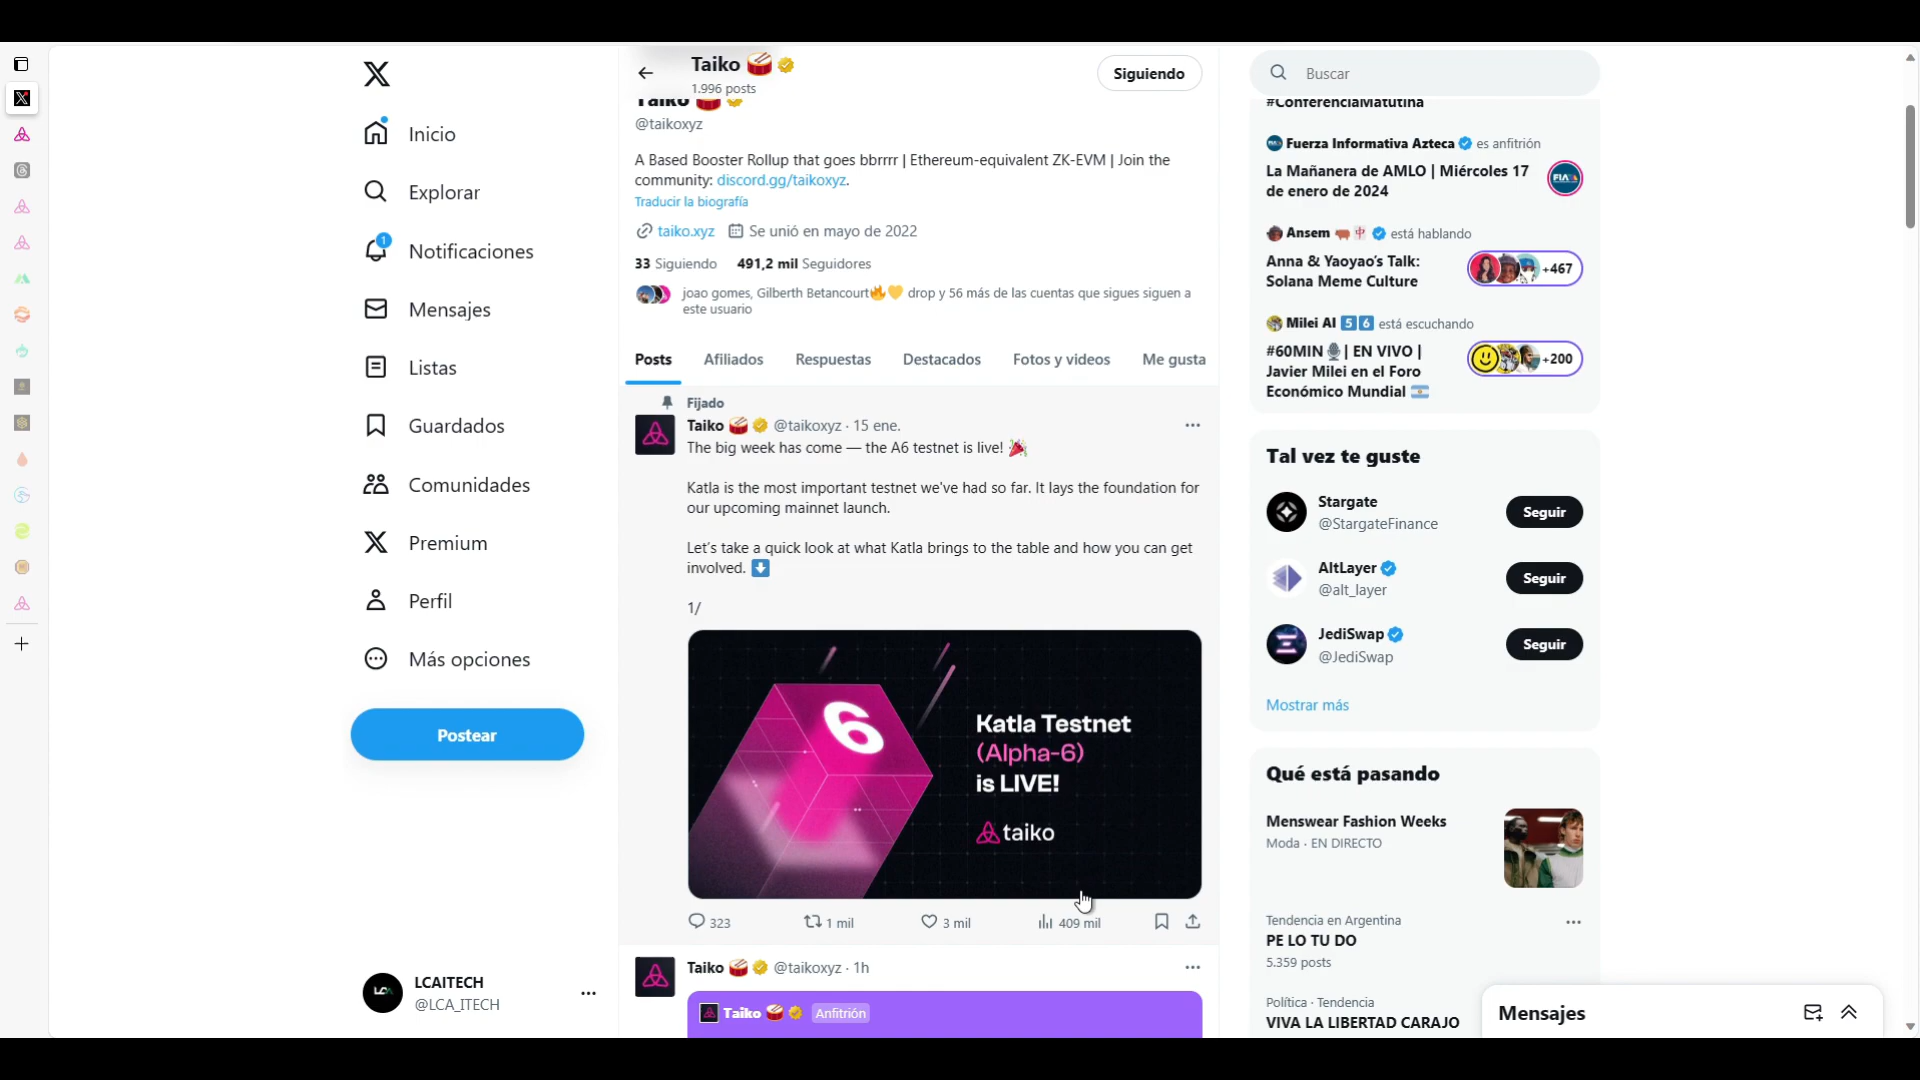 Inicio
Explorar
1
Notificaciones
Mensajes
Listas
Guardados
Comunidades
Premium
Perfil
Más opciones
Postear
LCAITECH
@LCA_ITECH
Taiko
1.996 posts
Siguiendo
Taiko
@taikoxyz
A Based Booster Rollup that goes bbrrrr | Ethereum-equivalent ZK-EVM | Join the
community: discord.gg/taikoxyz.
Traducir la biografía
taiko.xyz Se unió en mayo de 2022
33 Siguiendo 491,2 mil Seguidores
joao gomes, Gilberth Betancourt🔥💛 drop y 56 más de las cuentas que sigues siguen a
este usuario
Posts Afiliados Respuestas Destacados Fotos y videos Me gusta
Fijado
Taiko 🥁 @taikoxyz · 15 ene.
The big week has come — the A6 testnet is live! 🎉
Katla is the most important testnet we've had so far. It lays the foundation for
our upcoming mainnet launch.
Let's take a quick look at what Katla brings to the table and how you can get
involved. ⬇️
1/
6
Katla Testnet
(Alpha-6)
is LIVE!
taiko
323 1 mil 3 mil 409 mil
Taiko 🥁 @taikoxyz · 1h
Taiko 🥁 Anfitrión
Buscar
#ConferenciaMatutina
Fuerza Informativa Azteca es anfitrión
La Mañanera de AMLO | Miércoles 17
de enero de 2024
FIA
Ansem está hablando
Anna & Yaoyao's Talk:
Solana Meme Culture
+467
Milei AI 5️⃣6️⃣ está escuchando
#60MIN🎙️| EN VIVO |
Javier Milei en el Foro
Económico Mundial 🇦🇷
+200
Tal vez te guste
Stargate
@StargateFinance
Seguir
AltLayer
@alt_layer
Seguir
JediSwap
@JediSwap
Seguir
Mostrar más
Qué está pasando
Menswear Fashion Weeks
Moda · EN DIRECTO
Tendencia en Argentina
PE LO TU DO
5.359 posts
Política · Tendencia
VIVA LA LIBERTAD CARAJO
Mensajes